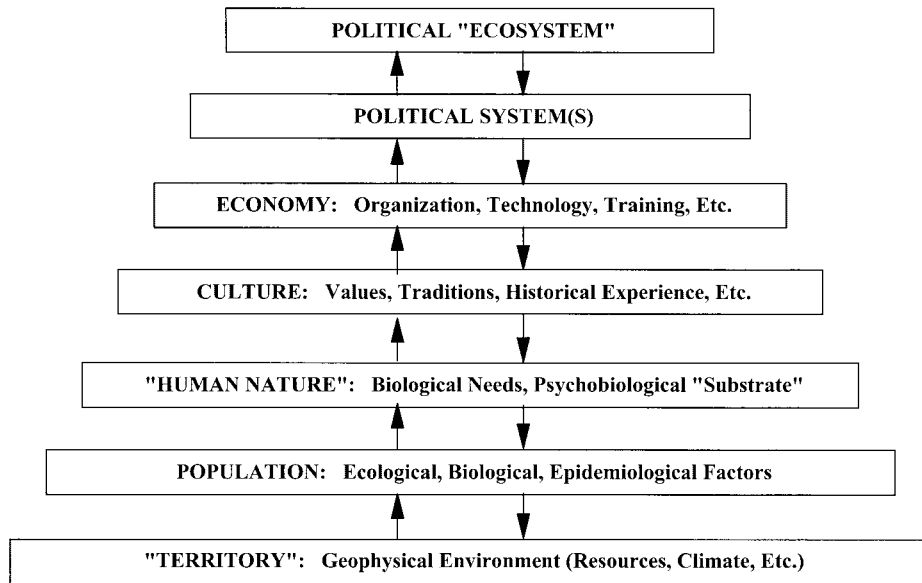 POLITICAL "ECOSYSTEM"
POLITICAL SYSTEM(S)
ECONOMY: Organization, Technology, Training, Etc.
CULTURE: Values, Traditions, Historical Experience, Etc.
"HUMAN NATURE": Biological Needs, Psychobiological "Substrate"
POPULATION: Ecological, Biological, Epidemiological Factors
"TERRITORY": Geophysical Environment (Resources, Climate, Etc.)